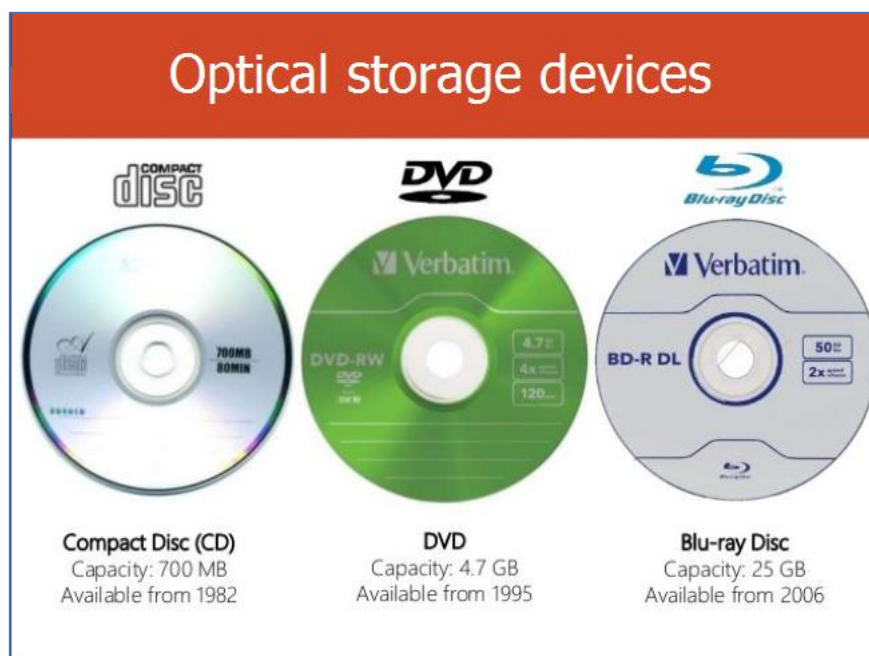 Optical storage devices
COMPACT
disc
DVD
Blu-ray Disc
700MB
80MIN
Verbatim.
DVD-RW
DVD
4.7
4x
120
Verbatim.
BD-R DL
50
2x speed
Compact Disc (CD)
Capacity: 700 MB
Available from 1982
DVD
Capacity: 4.7 GB
Available from 1995
Blu-ray Disc
Capacity: 25 GB
Available from 2006